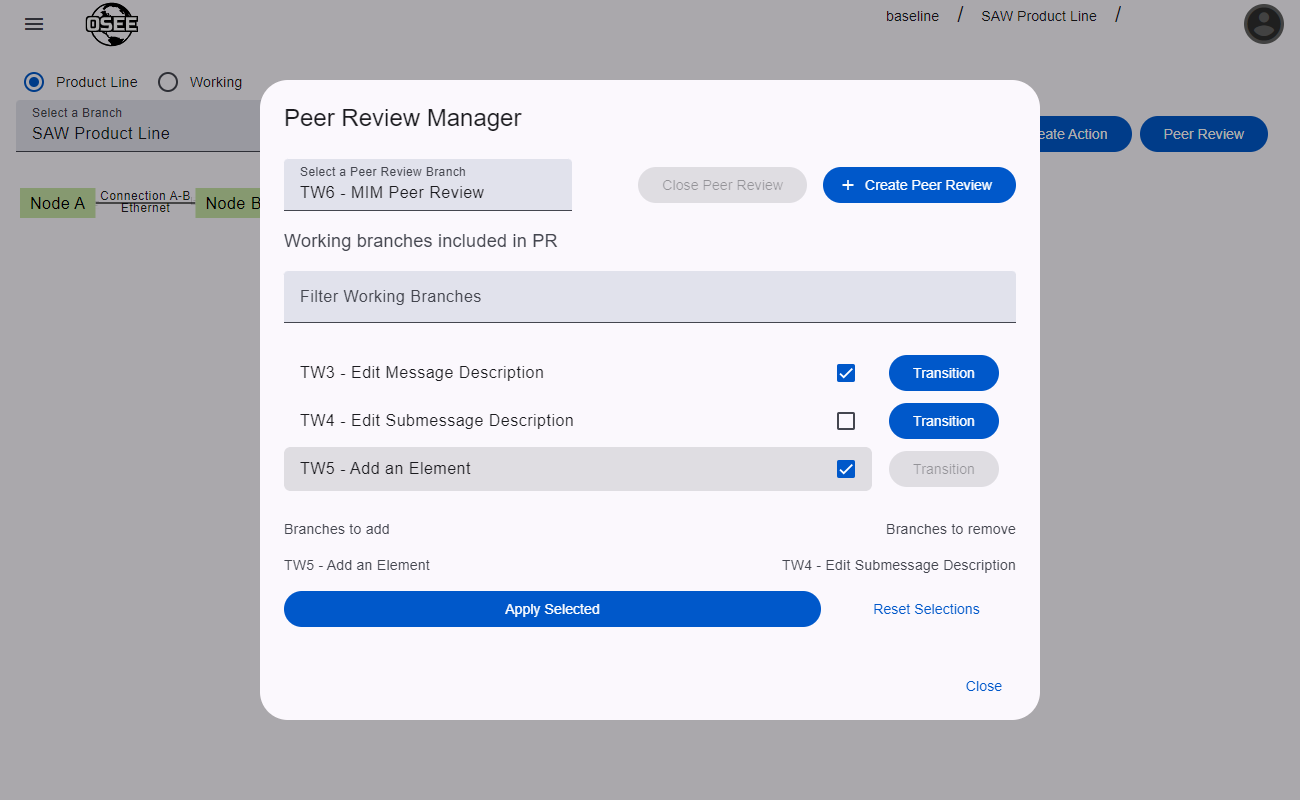 OSEE
baseline / SAW Product Line /
Product Line
Working
Select a Branch
SAW Product Line
eate Action
Peer Review
Node A
Connection A-B
Ethernet
Node B
Peer Review Manager
Select a Peer Review Branch
TW6 - MIM Peer Review
Close Peer Review
+ Create Peer Review
Working branches included in PR
Filter Working Branches
TW3 - Edit Message Description
Transition
TW4 - Edit Submessage Description
Transition
TW5 - Add an Element
Transition
Branches to add
Branches to remove
TW5 - Add an Element
TW4 - Edit Submessage Description
Apply Selected
Reset Selections
Close